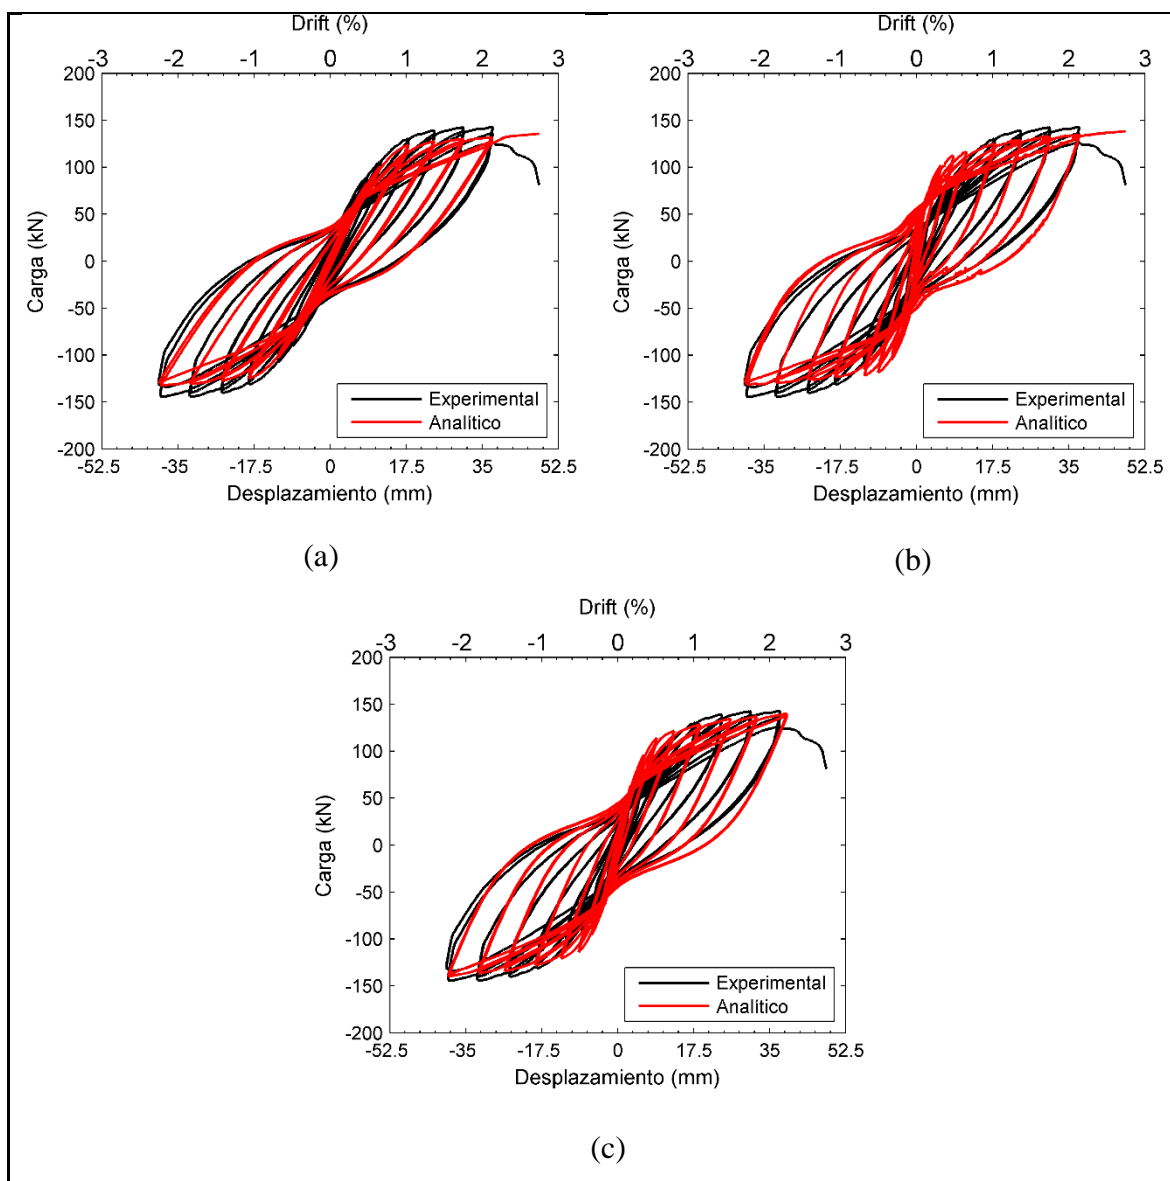 Drift (%)
-3 -2 -1 0 1 2 3
200
150
100
50
0
-50
-100
-150
-200
Carga (kN)
Experimental
Analítico
-52.5 -35 -17.5 0 17.5 35 52.5
Desplazamiento (mm)
(a)
Drift (%)
-3 -2 -1 0 1 2 3
200
150
100
50
0
-50
-100
-150
-200
Carga (kN)
Experimental
Analítico
-52.5 -35 -17.5 0 17.5 35 52.5
Desplazamiento (mm)
(b)
Drift (%)
-3 -2 -1 0 1 2 3
200
150
100
50
0
-50
-100
-150
-200
Carga (kN)
Experimental
Analítico
-52.5 -35 -17.5 0 17.5 35 52.5
Desplazamiento (mm)
(c)